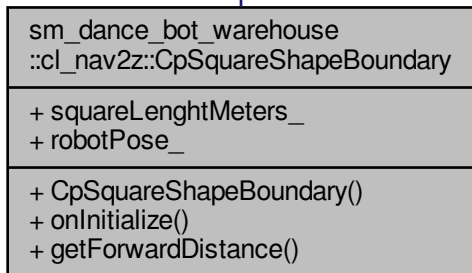 sm_dance_bot_warehouse
::cl_nav2z::CpSquareShapeBoundary
+ squareLenghtMeters_
+ robotPose_
+ CpSquareShapeBoundary()
+ onInitialize()
+ getForwardDistance()